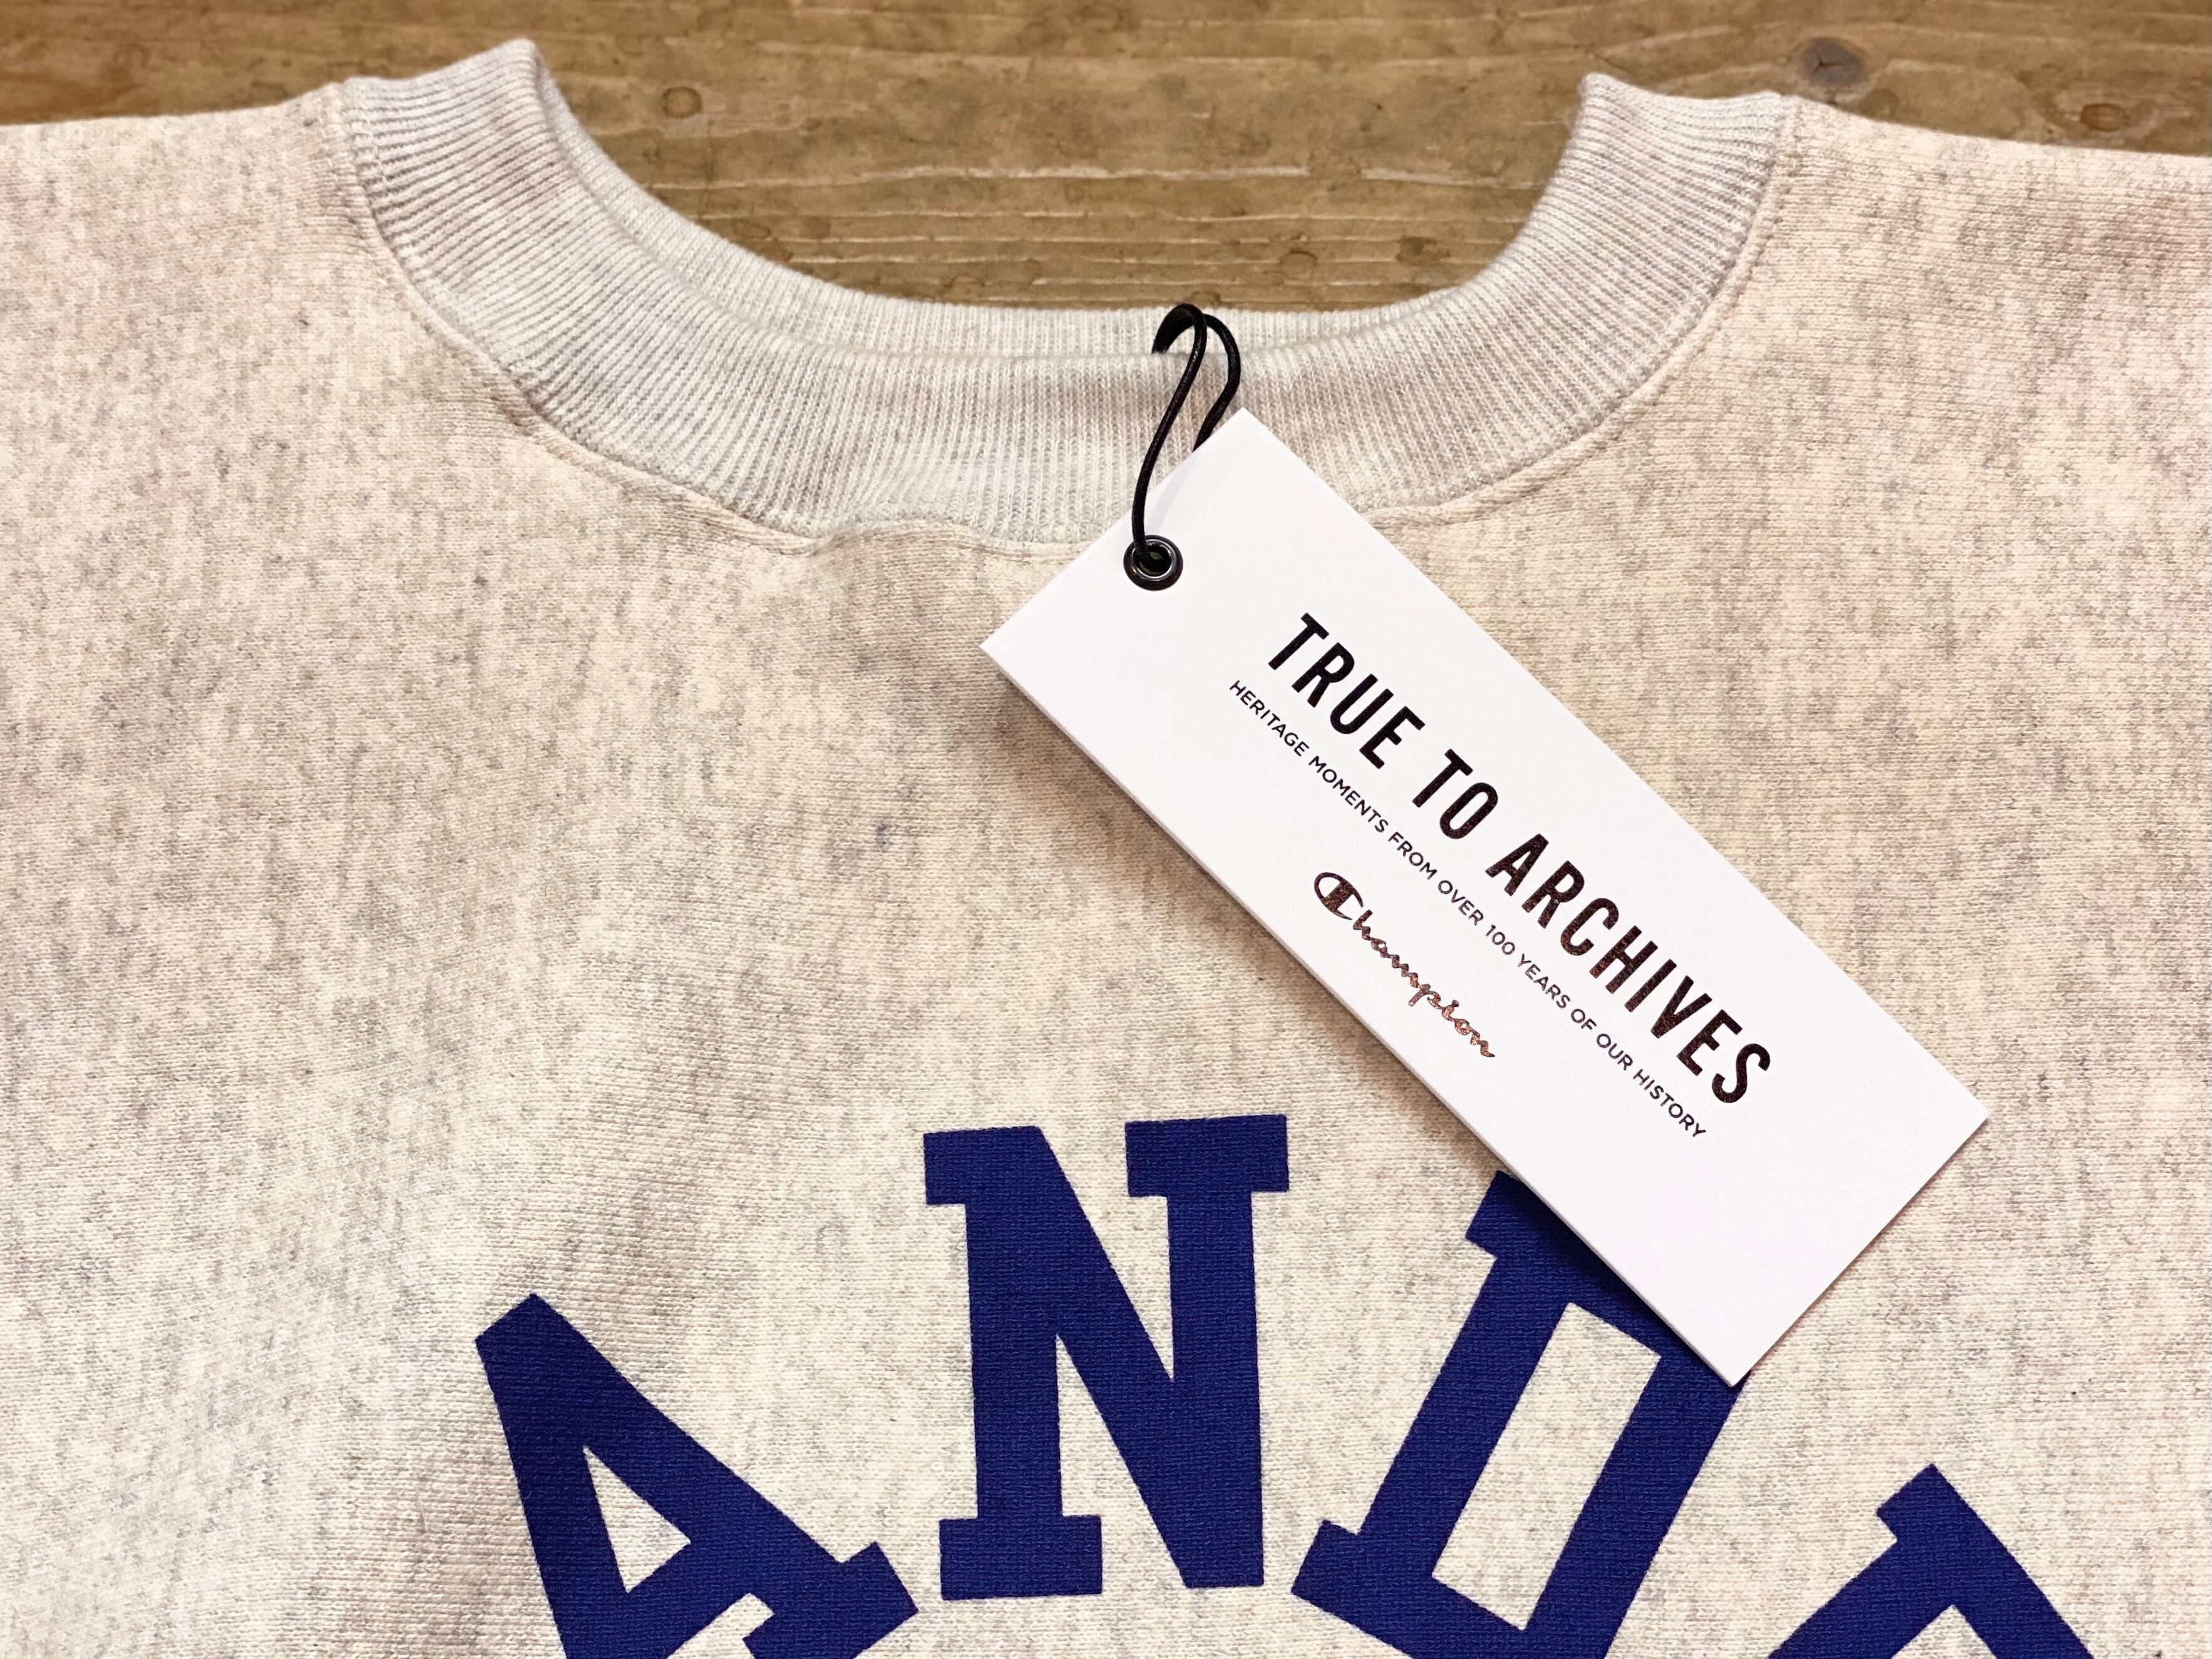 TRUE TO ARCHIVES
HERITAGE MOMENTS FROM OVER 100 YEARS OF OUR HISTORY
Champion
AND